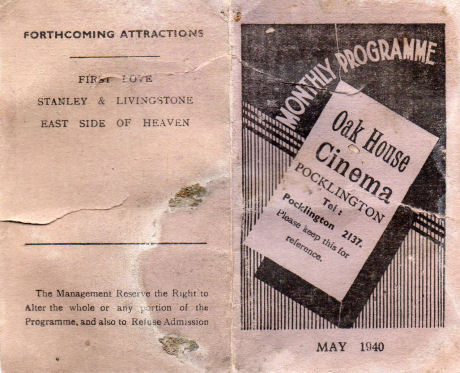 FORTHCOMING ATTRACTIONS
FIRST LOVE
STANLEY & LIVINGSTONE
EAST SIDE OF HEAVEN
The Management Reserve the Right to
Alter the whole or any portion of the
Programme, and also to Refuse Admission
MONTHLY PROGRAMME
Oak House
Cinema
POCKLINGTON
Tel:
Pocklington 2137.
Please keep this for
reference.
MAY 1940